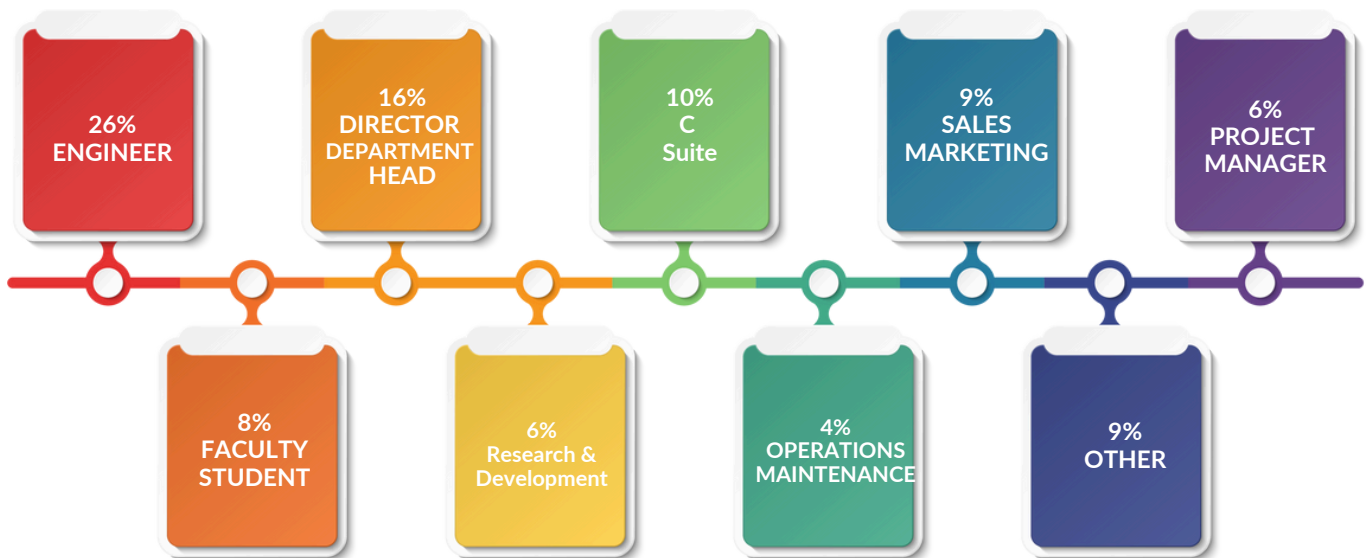 26%
ENGINEER
16%
DIRECTOR
DEPARTMENT
HEAD
10%
C
Suite
9%
SALES
MARKETING
6%
PROJECT
MANAGER
8%
FACULTY
STUDENT
6%
Research &
Development
4%
OPERATIONS
MAINTENANCE
9%
OTHER